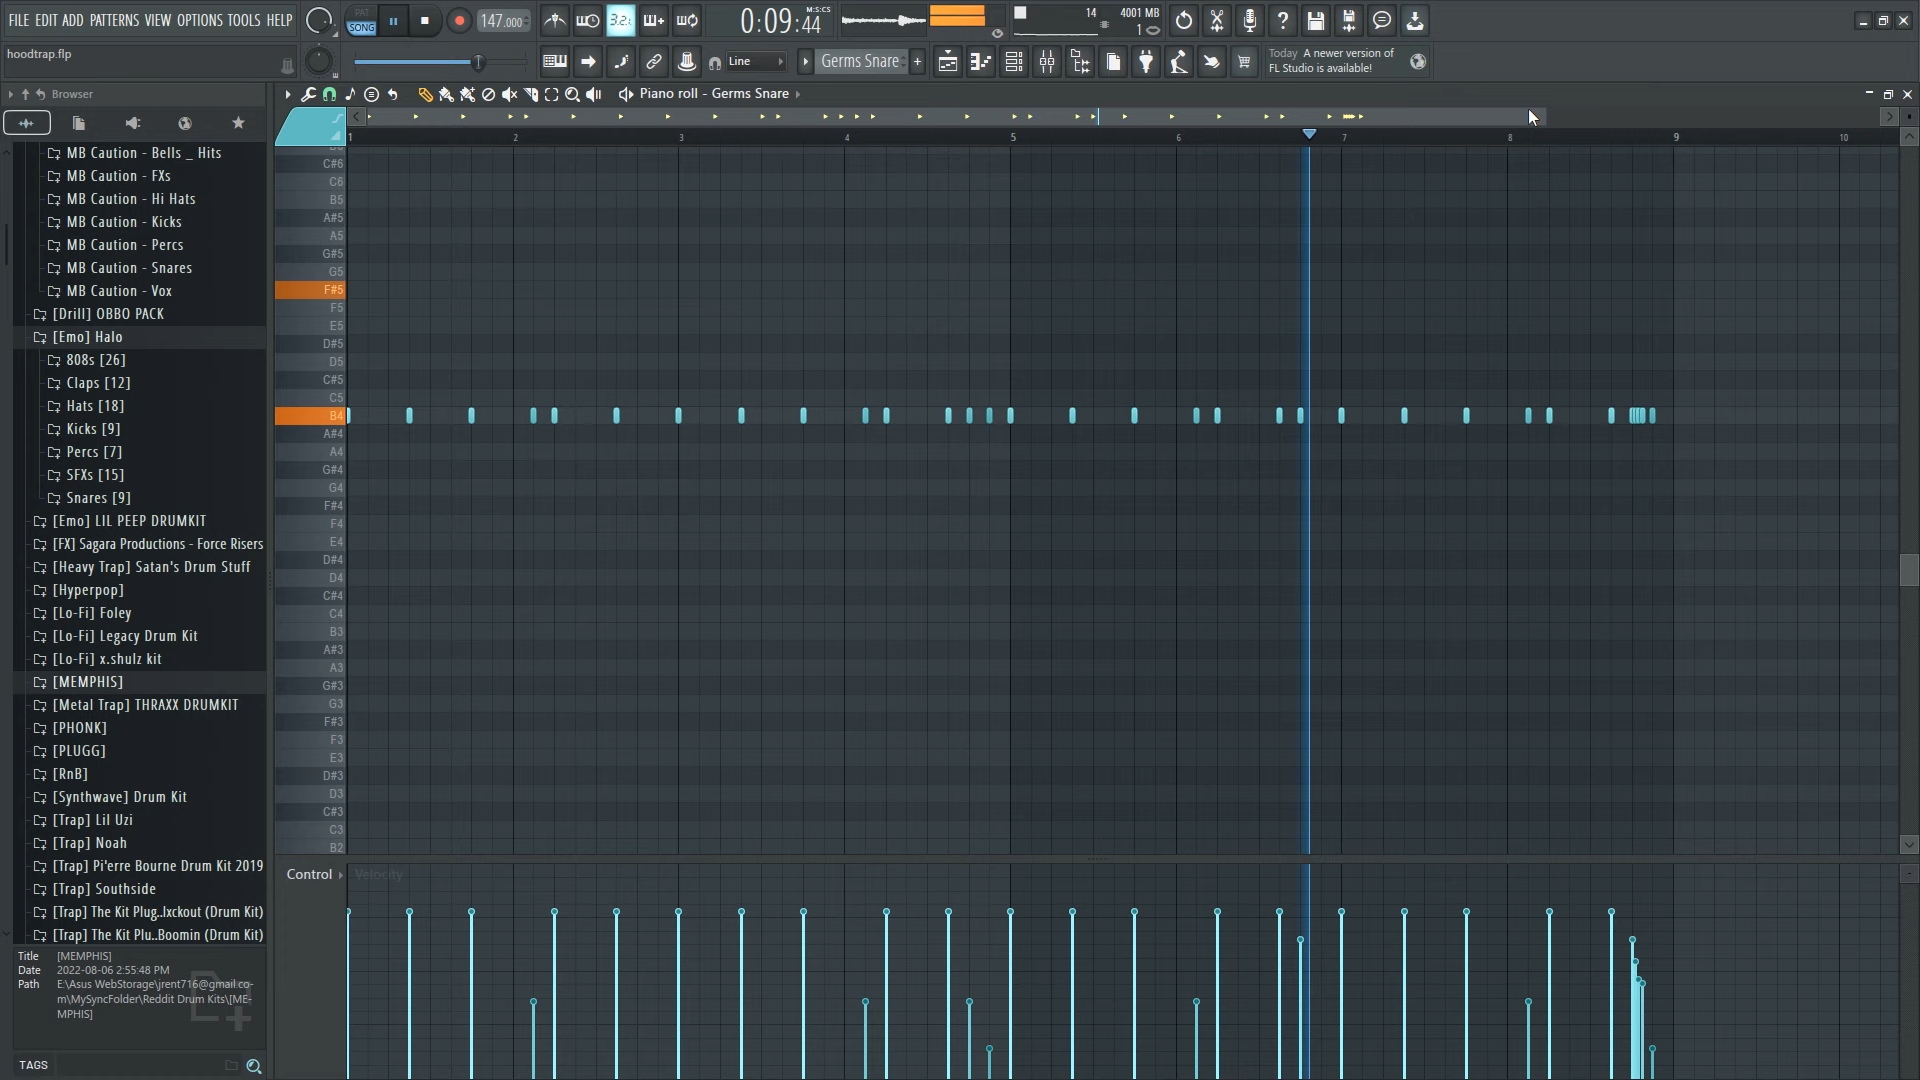 FILE EDIT ADD PATTERNS VIEW OPTIONS TOOLS HELP
PAT
SONG
147.000
3.2.:
0:09:44
M:S:CS
14
4001 MB
1
hoodtrap.flp
Line
Germs Snare
Today A newer version of
FL Studio is available!
Browser
Piano roll - Germs Snare
1 2 3 4 5 6 7 8 9 10
MB Caution - Bells _ Hits
MB Caution - FXs
MB Caution - Hi Hats
MB Caution - Kicks
MB Caution - Percs
MB Caution - Snares
MB Caution - Vox
[Drill] OBBO PACK
[Emo] Halo
808s [26]
Claps [12]
Hats [18]
Kicks [9]
Percs [7]
SFXs [15]
Snares [9]
[Emo] LIL PEEP DRUMKIT
[FX] Sagara Productions - Force Risers
[Heavy Trap] Satan's Drum Stuff
[Hyperpop]
[Lo-Fi] Foley
[Lo-Fi] Legacy Drum Kit
[Lo-Fi] x.shulz kit
[MEMPHIS]
[Metal Trap] THRAXX DRUMKIT
[PHONK]
[PLUGG]
[RnB]
[Synthwave] Drum Kit
[Trap] Lil Uzi
[Trap] Noah
[Trap] Pi'erre Bourne Drum Kit 2019
[Trap] Southside
[Trap] The Kit Plug..lxckout (Drum Kit)
[Trap] The Kit Plu..Boomin (Drum Kit)
Title [MEMPHIS]
Date 2022-08-06 2:55:48 PM
Path E:\Asus WebStorage\jrent716@gmail.co-
m\MySyncFolder\Reddit Drum Kits\[ME-
MPHIS]
TAGS
C#6
C6
B5
A#5
A5
G#5
G5
F#5
F5
E5
D#5
D5
C#5
C5
B4
A#4
A4
G#4
G4
F#4
F4
E4
D#4
D4
C#4
C4
B3
A#3
A3
G#3
G3
F#3
F3
E3
D#3
D3
C#3
C3
B2
Control
Velocity